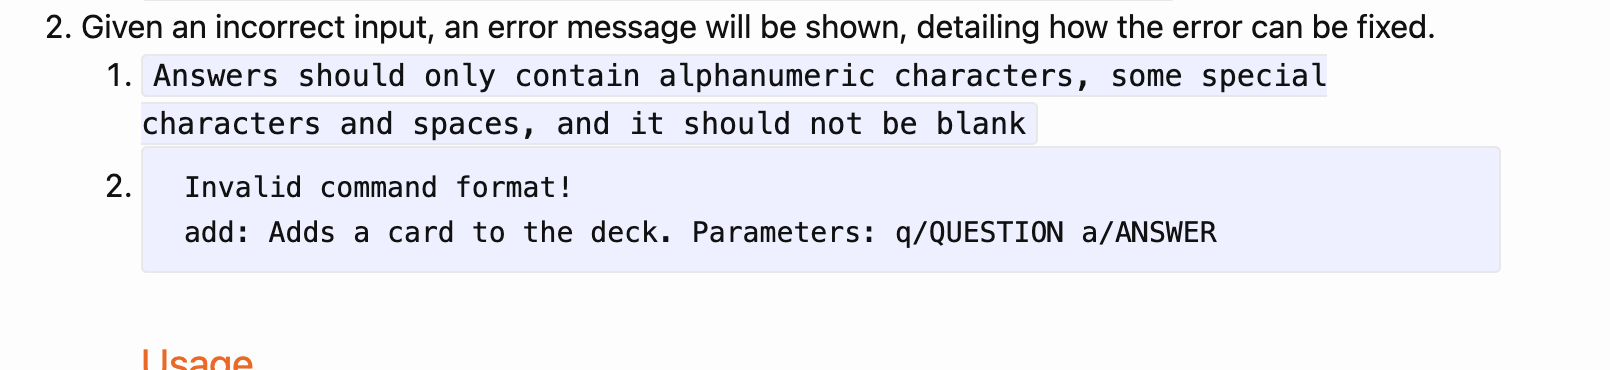 2. Given an incorrect input, an error message will be shown, detailing how the error can be fixed.
1. Answers should only contain alphanumeric characters, some special
characters and spaces, and it should not be blank
2. Invalid command format!
add: Adds a card to the deck. Parameters: q/QUESTION a/ANSWER
Usage